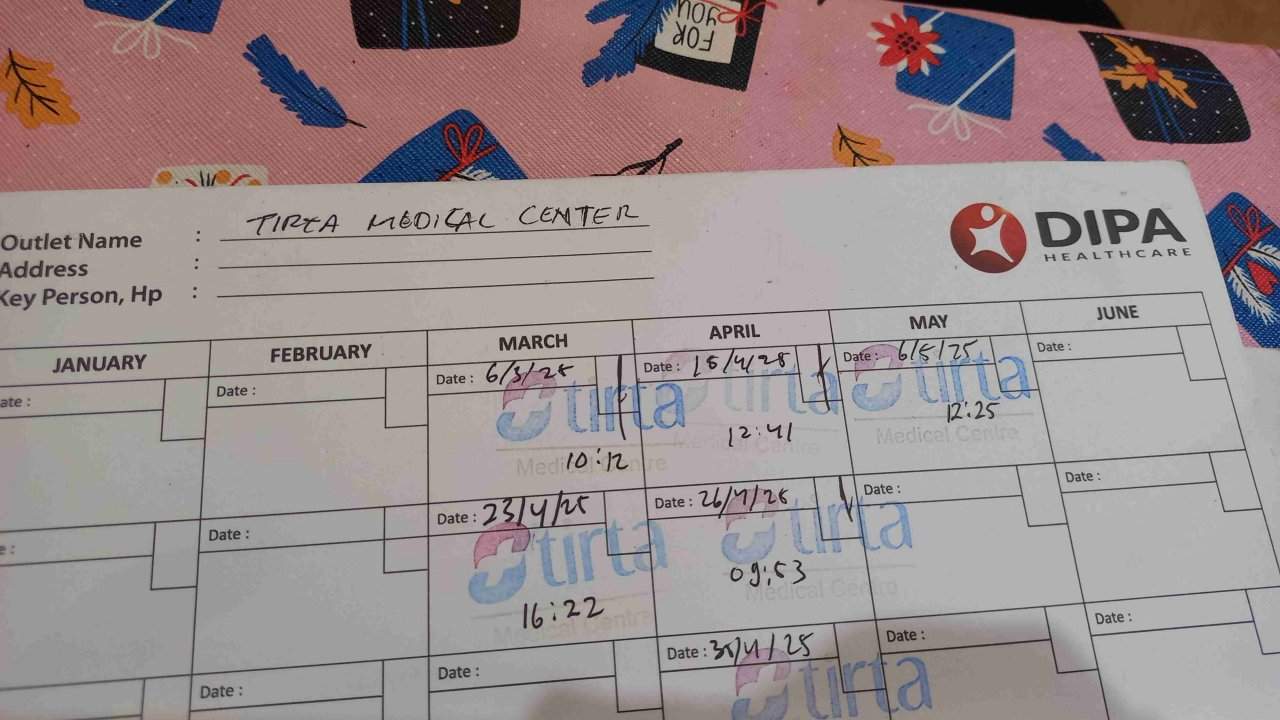 FOR
YOU
TIRTA MEDICAL CENTER
Outlet Name :
Address :
Key Person, Hp :
DIPA
HEALTHCARE
JANUARY FEBRUARY MARCH APRIL MAY JUNE
ate : Date : Date : 6/3/25 Date : 15/4/25 Date : 6/5/25 Date :
tirta tirta tirta
Medical Centre Medical Centre Medical Centre
10:12 12:41 12:25
e : Date : Date : 23/4/25 Date : 26/4/25 Date : Date :
tirta tirta
Medical Centre Medical Centre
16:22 09:53
Date : Date : Date : 30/4/25 Date : Date :
tirta